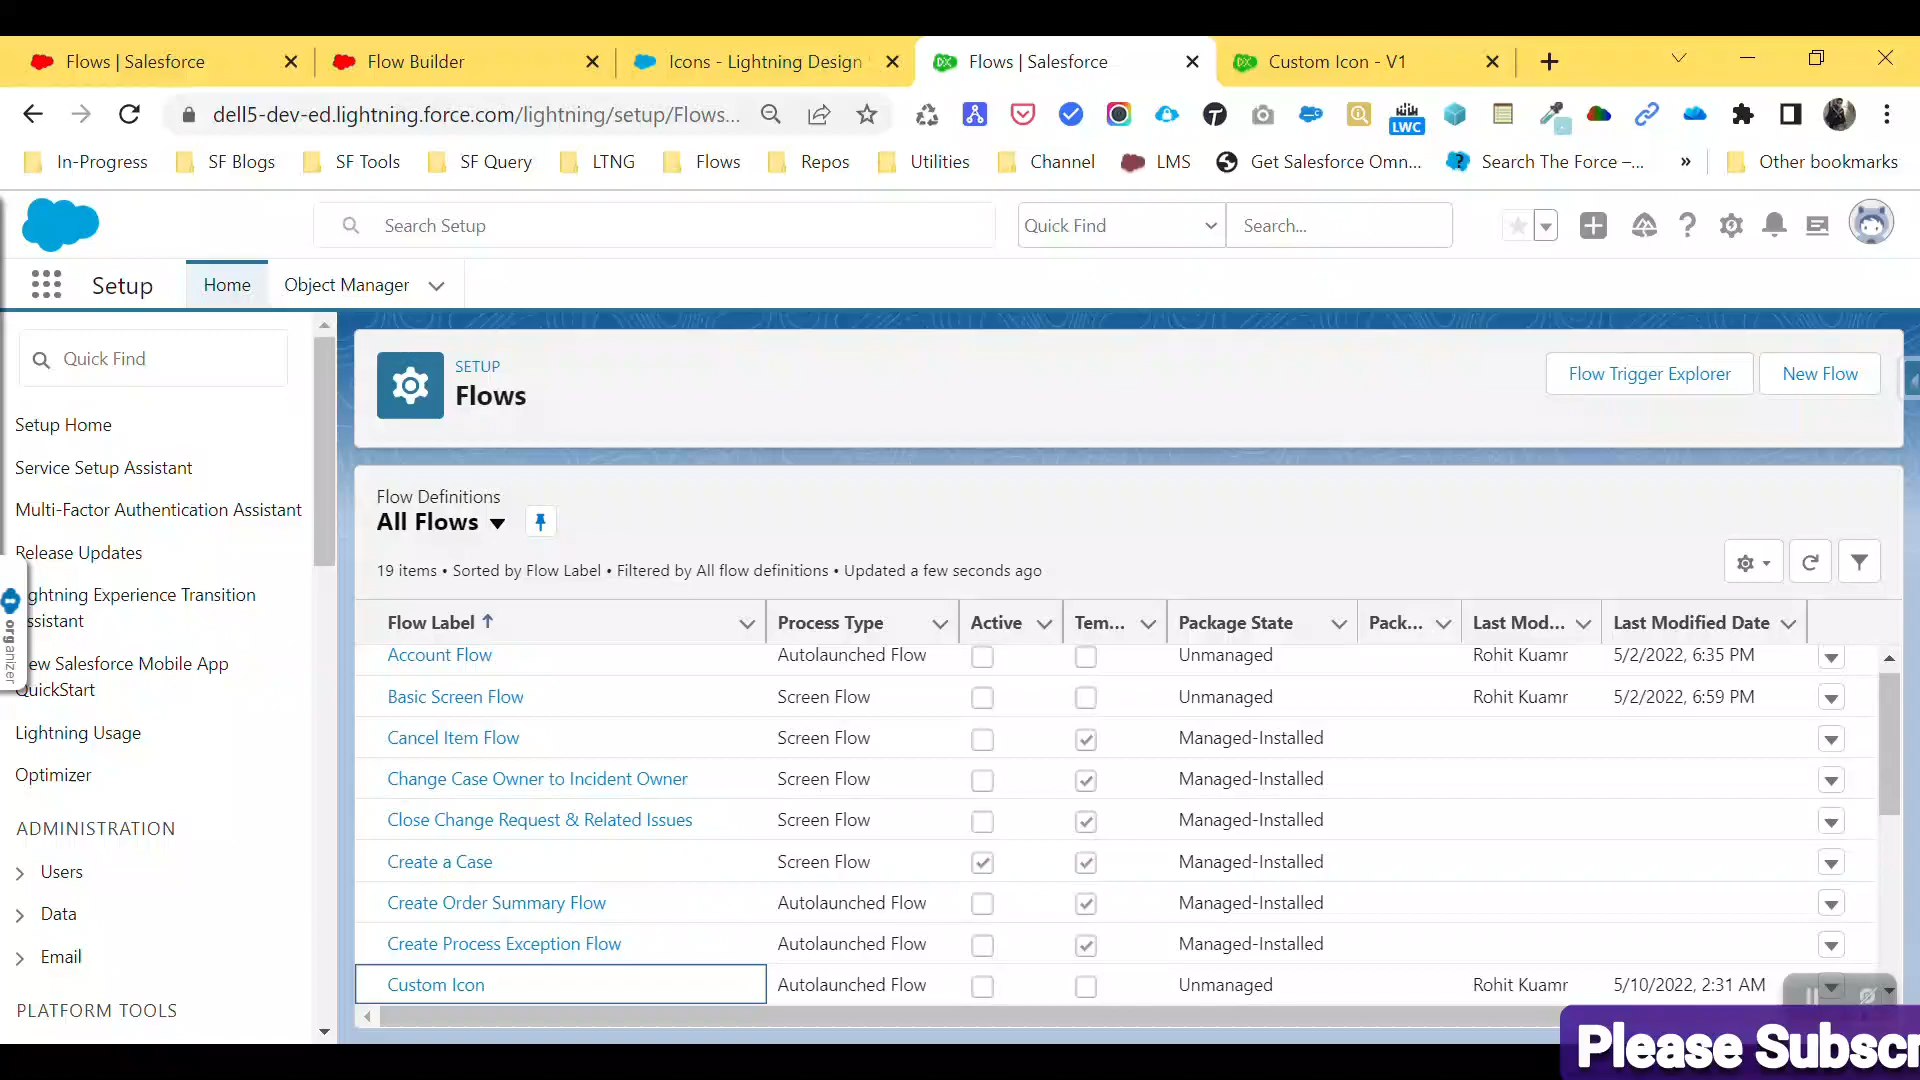 Flows | Salesforce
Flow Builder
Icons - Lightning Design
Flows | Salesforce
Custom Icon - V1
dell5-dev-ed.lightning.force.com/lightning/setup/Flows...
LWC
In-Progress
SF Blogs
SF Tools
SF Query
LTNG
Flows
Repos
Utilities
Channel
LMS
Get Salesforce Omn...
Search The Force –...
»
Other bookmarks
Search Setup
Quick Find
Search...
Setup
Home
Object Manager
Quick Find
Setup Home
Service Setup Assistant
Multi-Factor Authentication Assistant
Release Updates
ghtning Experience Transition
ssistant
ew Salesforce Mobile App
QuickStart
Lightning Usage
Optimizer
ADMINISTRATION
Users
Data
Email
PLATFORM TOOLS
organizer
SETUP
Flows
Flow Trigger Explorer
New Flow
Flow Definitions
All Flows
19 items • Sorted by Flow Label • Filtered by All flow definitions • Updated a few seconds ago
Flow Label Process Type Active Tem... Package State Pack... Last Mod... Last Modified Date
Account Flow Autolaunched Flow Unmanaged Rohit Kuamr 5/2/2022, 6:35 PM
Basic Screen Flow Screen Flow Unmanaged Rohit Kuamr 5/2/2022, 6:59 PM
Cancel Item Flow Screen Flow Managed-Installed
Change Case Owner to Incident Owner Screen Flow Managed-Installed
Close Change Request & Related Issues Screen Flow Managed-Installed
Create a Case Screen Flow Managed-Installed
Create Order Summary Flow Autolaunched Flow Managed-Installed
Create Process Exception Flow Autolaunched Flow Managed-Installed
Custom Icon Autolaunched Flow Unmanaged Rohit Kuamr 5/10/2022, 2:31 AM
Please Subscr